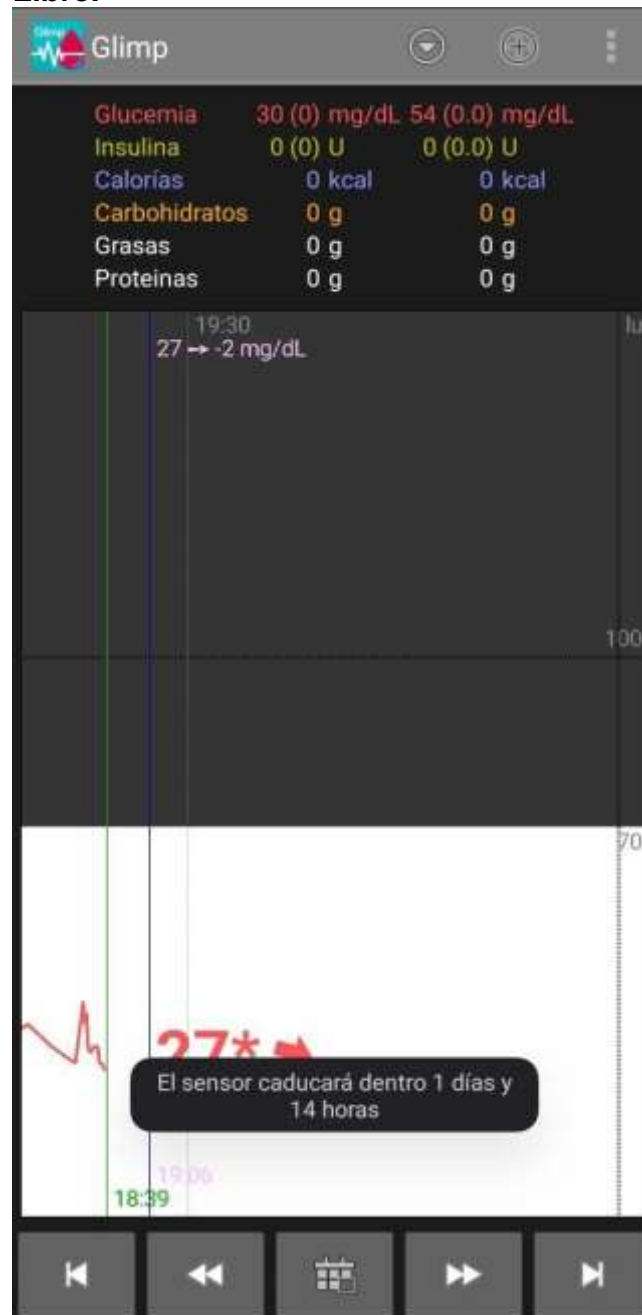 Glimp
Glucemia 30 (0) mg/dL 54 (0.0) mg/dL
Insulina 0 (0) U 0 (0.0) U
Calorías 0 kcal 0 kcal
Carbohidratos 0 g 0 g
Grasas 0 g 0 g
Proteinas 0 g 0 g
19:30 lu
27 → -2 mg/dL
100
70
27* →
El sensor caducará dentro 1 días y
14 horas
19:06
18:39